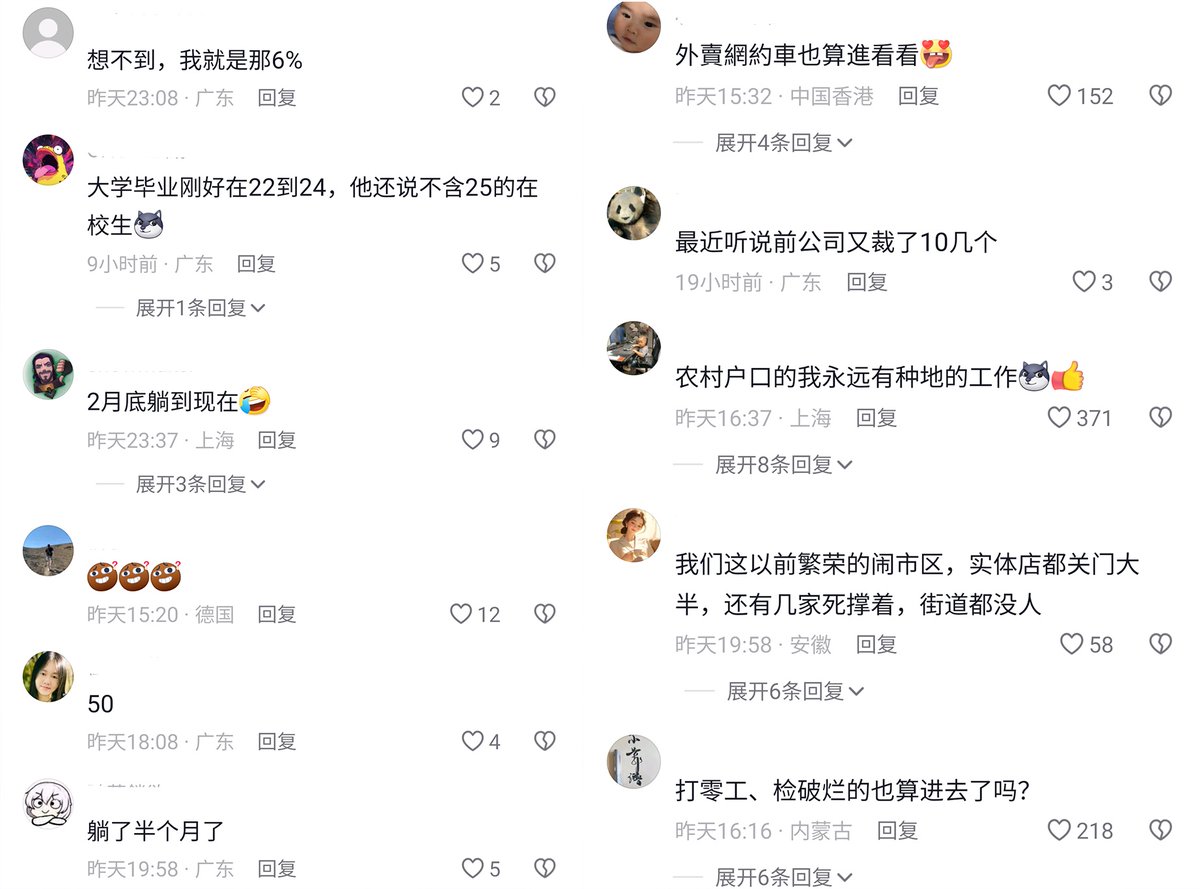 想不到，我就是那6%
昨天23:08 · 广东 回复
2
大学毕业刚好在22到24，他还说不含25的在
校生
9小时前 · 广东 回复
5
展开1条回复
2月底躺到现在
昨天23:37 · 上海 回复
9
展开3条回复
昨天15:20 · 德国 回复
12
50
昨天18:08 · 广东 回复
4
躺了半个月了
昨天19:58 · 广东 回复
5
外賣網約車也算進看看
昨天15:32 · 中国香港 回复
152
展开4条回复
最近听说前公司又裁了10几个
19小时前 · 广东 回复
3
农村户口的我永远有种地的工作
昨天16:37 · 上海 回复
371
展开8条回复
我们这以前繁荣的闹市区，实体店都关门大
半，还有几家死撑着，街道都没人
昨天19:58 · 安徽 回复
58
展开6条回复
打零工、检破烂的也算进去了吗？
昨天16:16 · 内蒙古 回复
218
展开6条回复